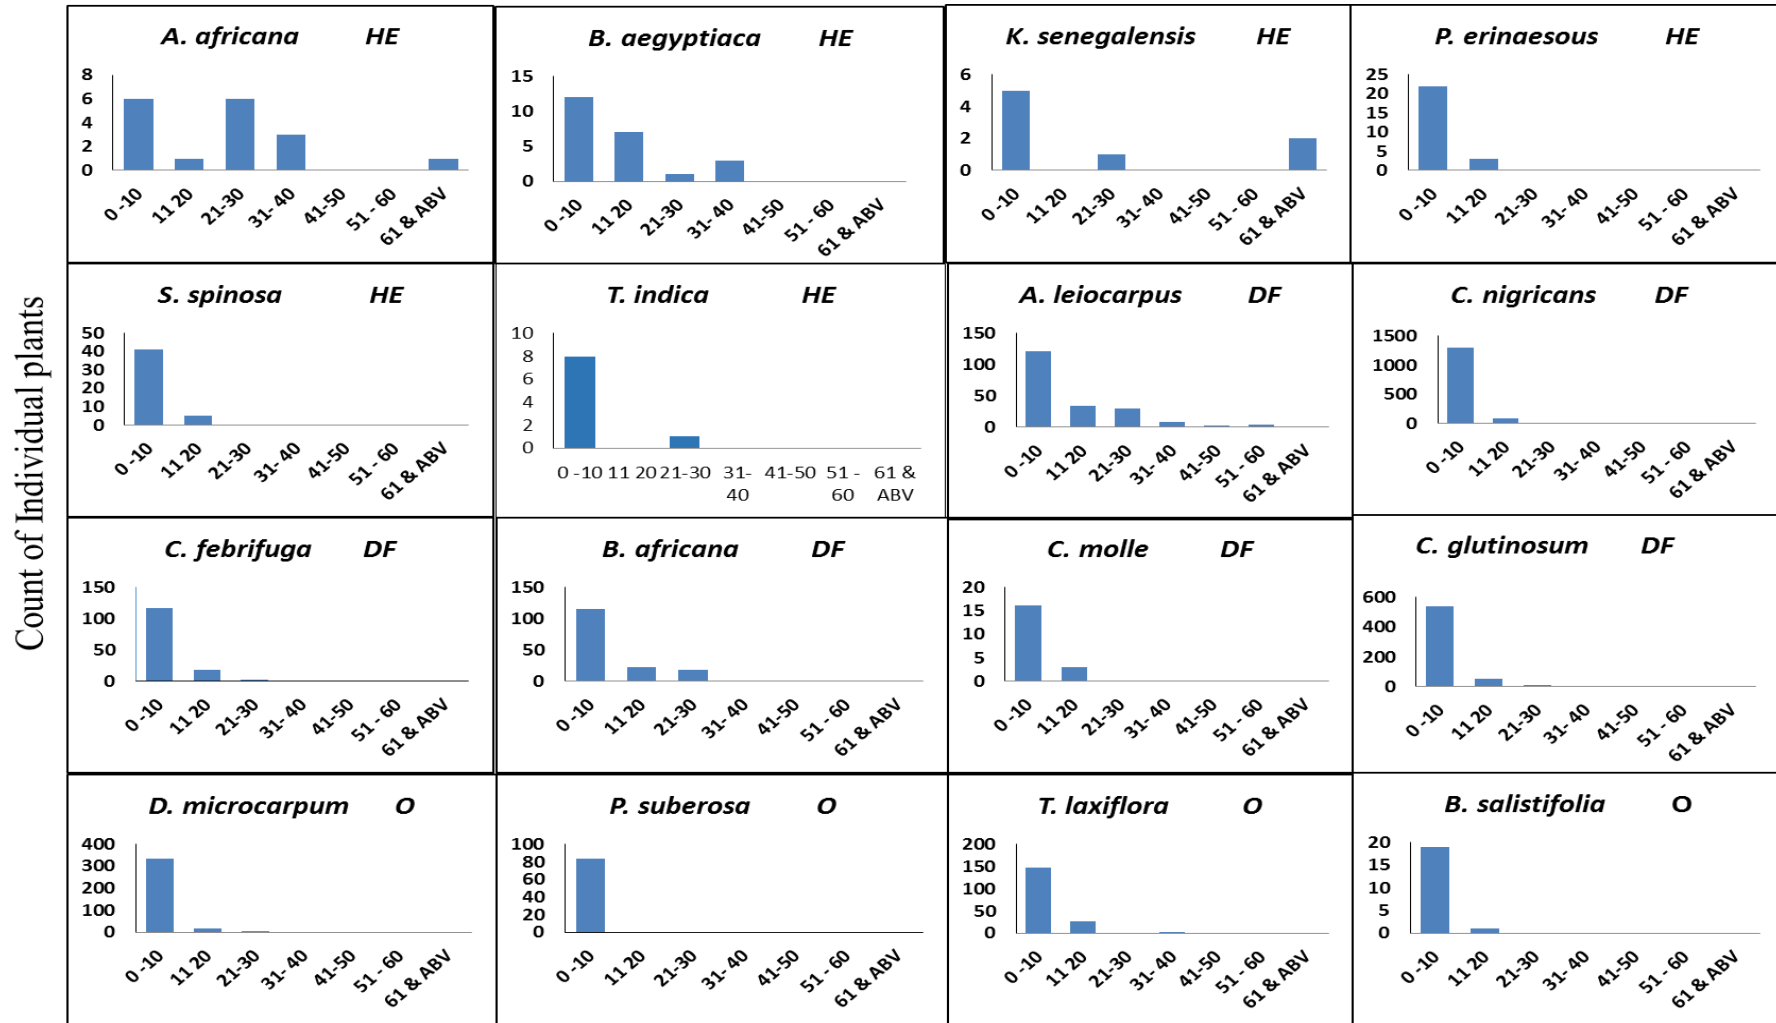 Count of Individual plants
A. africana HE
8
6
4
2
0
0 -10 11 20 21-30 31- 40 41-50 51 - 60 61 & ABV
B. aegyptiaca HE
15
10
5
0
0 -10 11 20 21-30 31- 40 41-50 51 - 60 61 & ABV
K. senegalensis HE
6
4
2
0
0 -10 11 20 21-30 31- 40 41-50 51 - 60 61 & ABV
P. erinaesous HE
25
20
15
10
5
0
0 -10 11 20 21-30 31- 40 41-50 51 - 60 61 & ABV
S. spinosa HE
50
40
30
20
10
0
0 -10 11 20 21-30 31- 40 41-50 51 - 60 61 & ABV
T. indica HE
10
8
6
4
2
0
0 -10 11 20 21-30 31- 41-50 51 - 61 &
40 60 ABV
A. leiocarpus DF
150
100
50
0
0 -10 11 20 21-30 31- 40 41-50 51 - 60 61 & ABV
C. nigricans DF
1500
1000
500
0
0 -10 11 20 21-30 31- 40 41-50 51 - 60 61 & ABV
C. febrifuga DF
150
100
50
0
0 -10 11 20 21-30 31- 40 41-50 51 - 60 61 & ABV
B. africana DF
150
100
50
0
0 -10 11 20 21-30 31- 40 41-50 51 - 60 61 & ABV
C. molle DF
20
15
10
5
0
0 -10 11 20 21-30 31- 40 41-50 51 - 60 61 & ABV
C. glutinosum DF
600
400
200
0
0 -10 11 20 21-30 31- 40 41-50 51 - 60 61 & ABV
D. microcarpum O
400
300
200
100
0
0 -10 11 20 21-30 31- 40 41-50 51 - 60 61 & ABV
P. suberosa O
100
80
60
40
20
0
0 -10 11 20 21-30 31- 40 41-50 51 - 60 61 & ABV
T. laxiflora O
200
150
100
50
0
0 -10 11 20 21-30 31- 40 41-50 51 - 60 61 & ABV
B. salistifolia O
20
15
10
5
0
0 -10 11 20 21-30 31- 40 41-50 51 - 60 61 & ABV